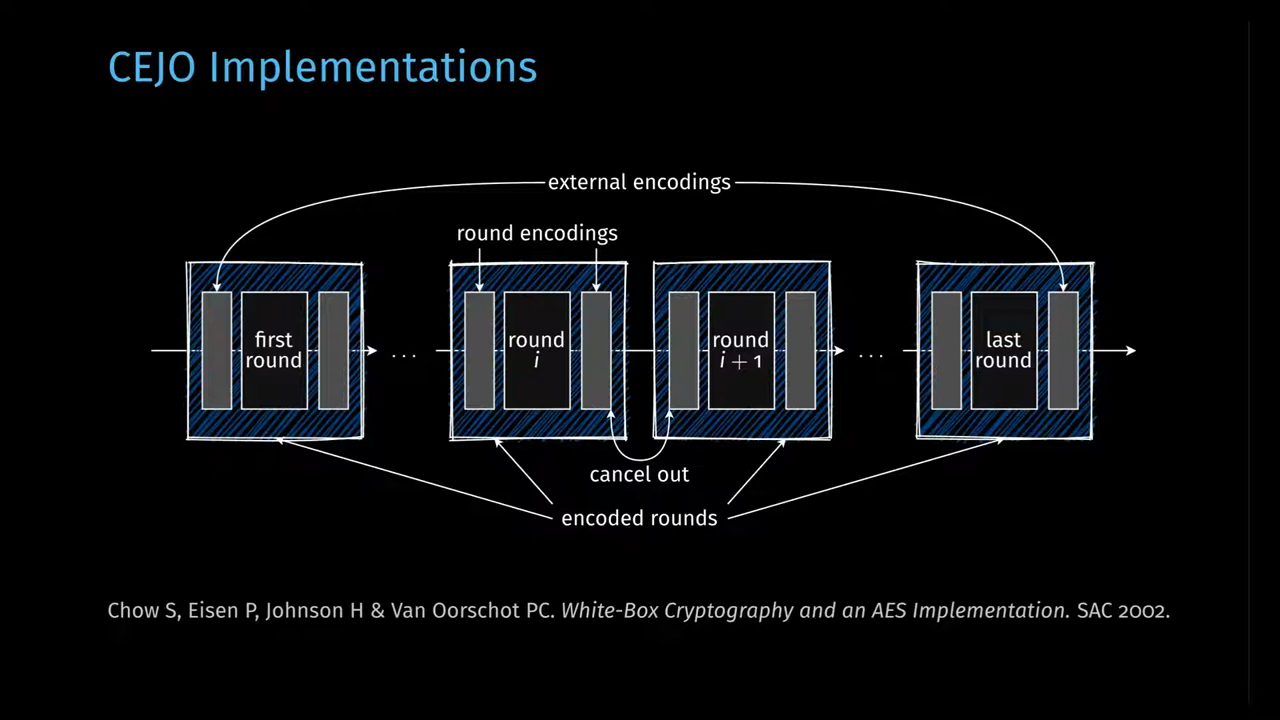 CEJO Implementations
external encodings
round encodings
first
round
. . .
round
i
round
i + 1
. . .
last
round
cancel out
encoded rounds
Chow S, Eisen P, Johnson H & Van Oorschot PC. White-Box Cryptography and an AES Implementation. SAC 2002.